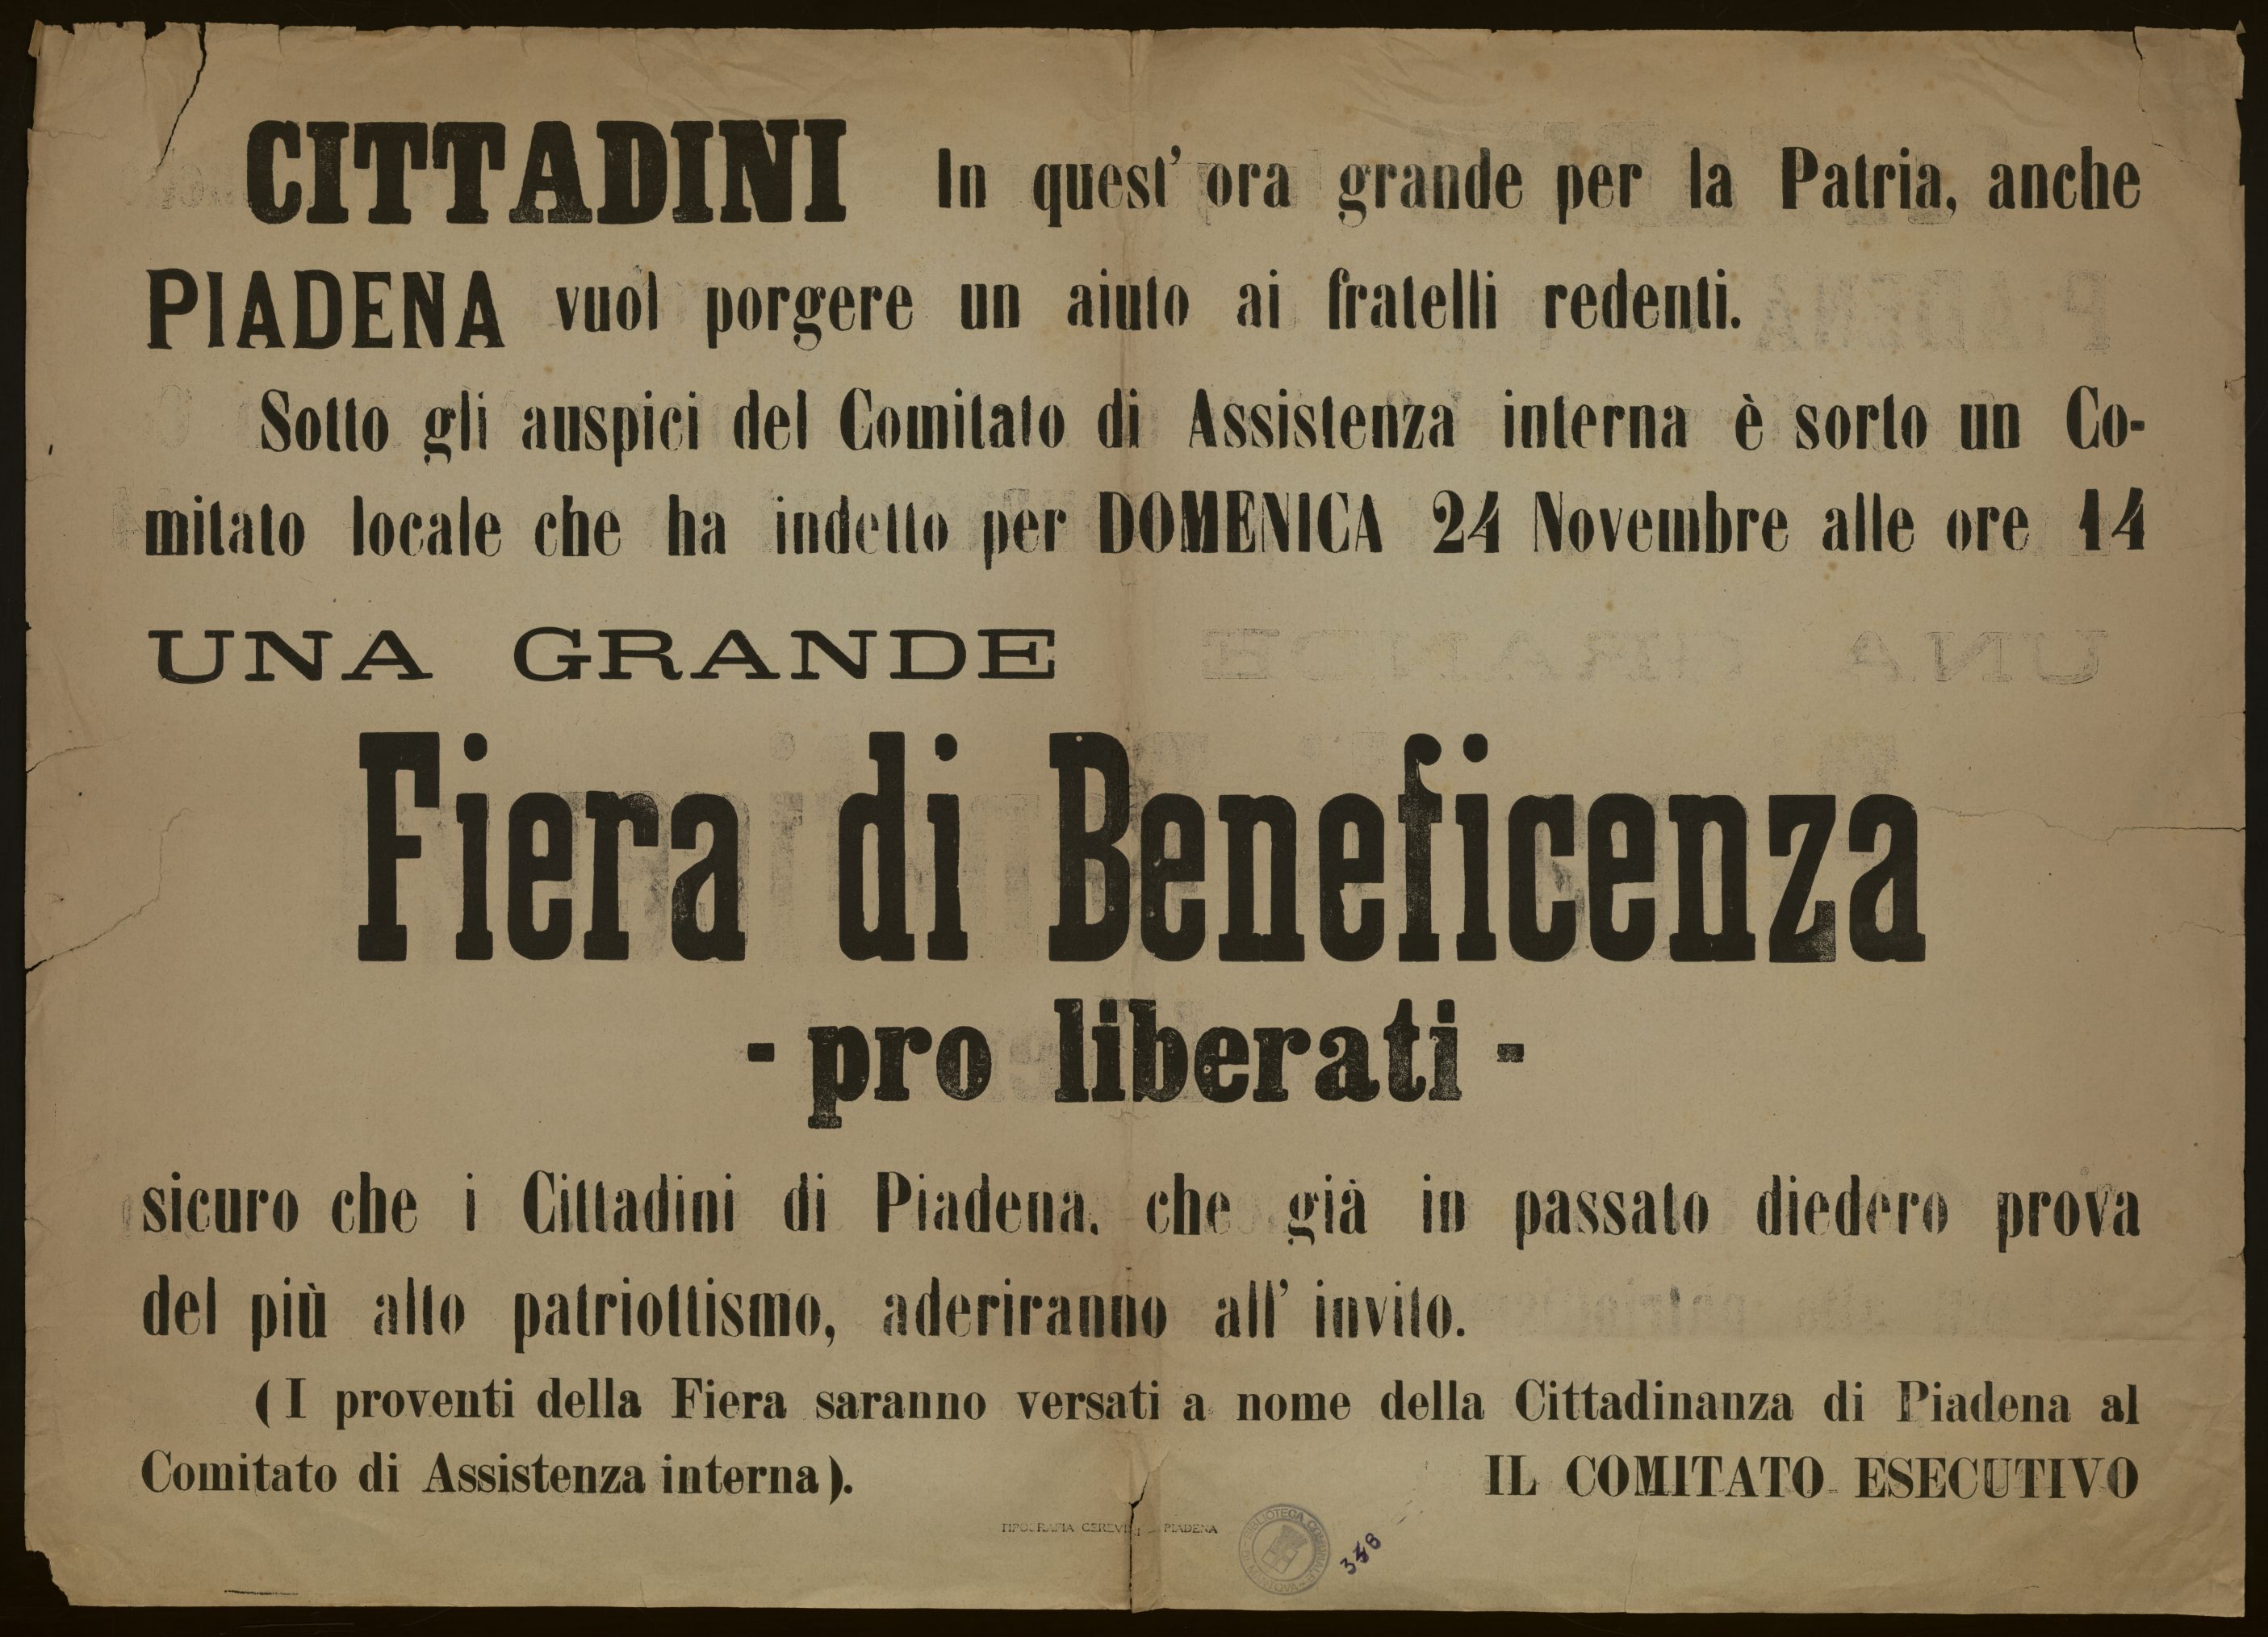 CITTADINI In quest' ora grande per la Patria, anche
PIADENA vuol porgere un aiuto ai fratelli redenti.
Sotto gli auspici del Comitato di Assistenza interna è sorto un Co-
mitato locale che ha indetto per DOMENICA 24 Novembre alle ore 14
UNA GRANDE
Fiera di Beneficenza
- pro liberati -
sicuro che i Cittadini di Piadena, che già in passato diedero prova
del più alto patriottismo, aderiranno all' invito.
(I proventi della Fiera saranno versati a nome della Cittadinanza di Piadena al
Comitato di Assistenza interna).
IL COMITATO ESECUTIVO
TIPOGRAFIA - PIADENA
BIBLIOTECA COMUNALE